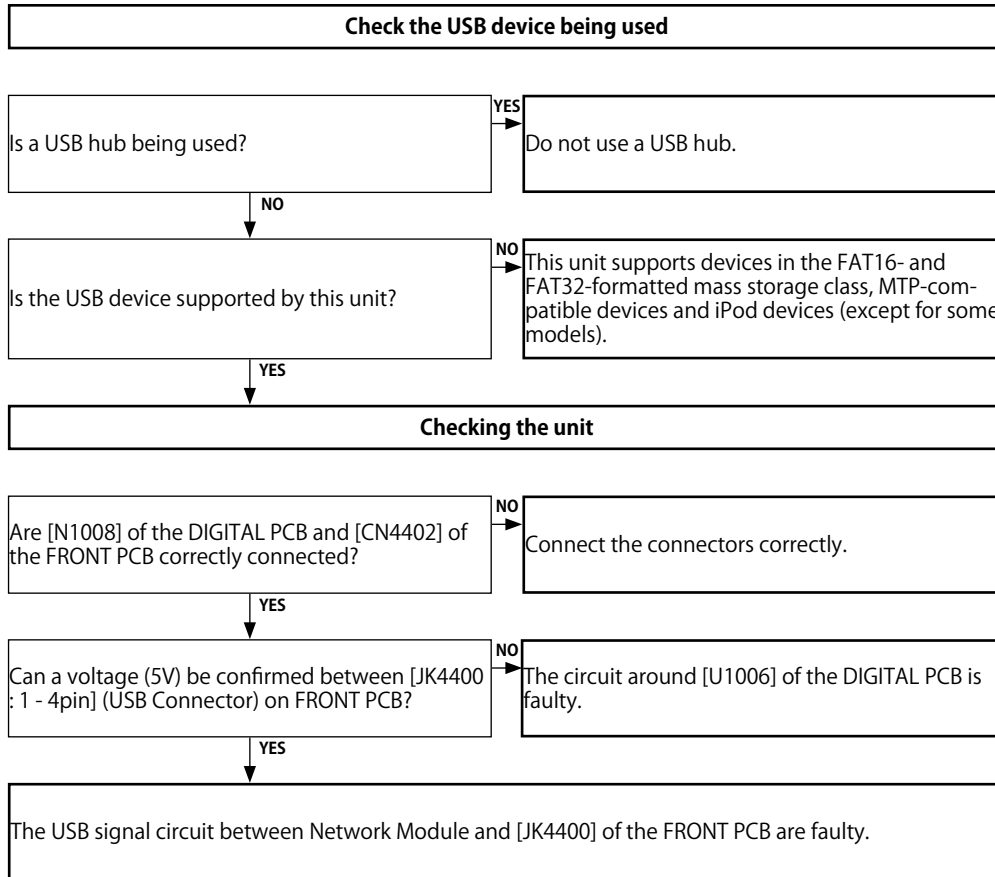 Check the USB device being used
Is a USB hub being used?
YES
Do not use a USB hub.
NO
Is the USB device supported by this unit?
NO
This unit supports devices in the FAT16- and
FAT32-formatted mass storage class, MTP-com-
patible devices and iPod devices (except for some
models).
YES
Checking the unit
Are [N1008] of the DIGITAL PCB and [CN4402] of
the FRONT PCB correctly connected?
NO
Connect the connectors correctly.
YES
Can a voltage (5V) be confirmed between [JK4400
: 1 - 4pin] (USB Connector) on FRONT PCB?
NO
The circuit around [U1006] of the DIGITAL PCB is
faulty.
YES
The USB signal circuit between Network Module and [JK4400] of the FRONT PCB are faulty.